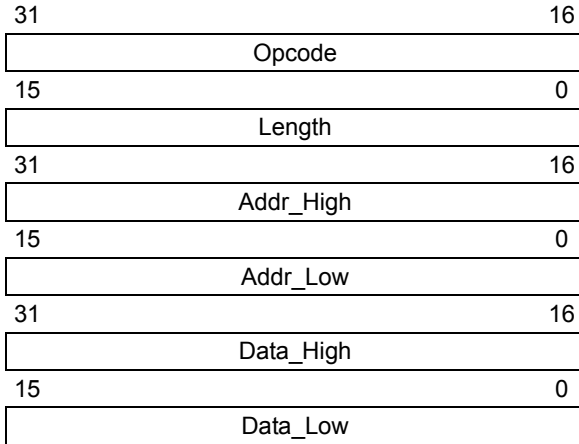 31 16
Opcode
15 0
Length
31 16
Addr_High
15 0
Addr_Low
31 16
Data_High
15 0
Data_Low